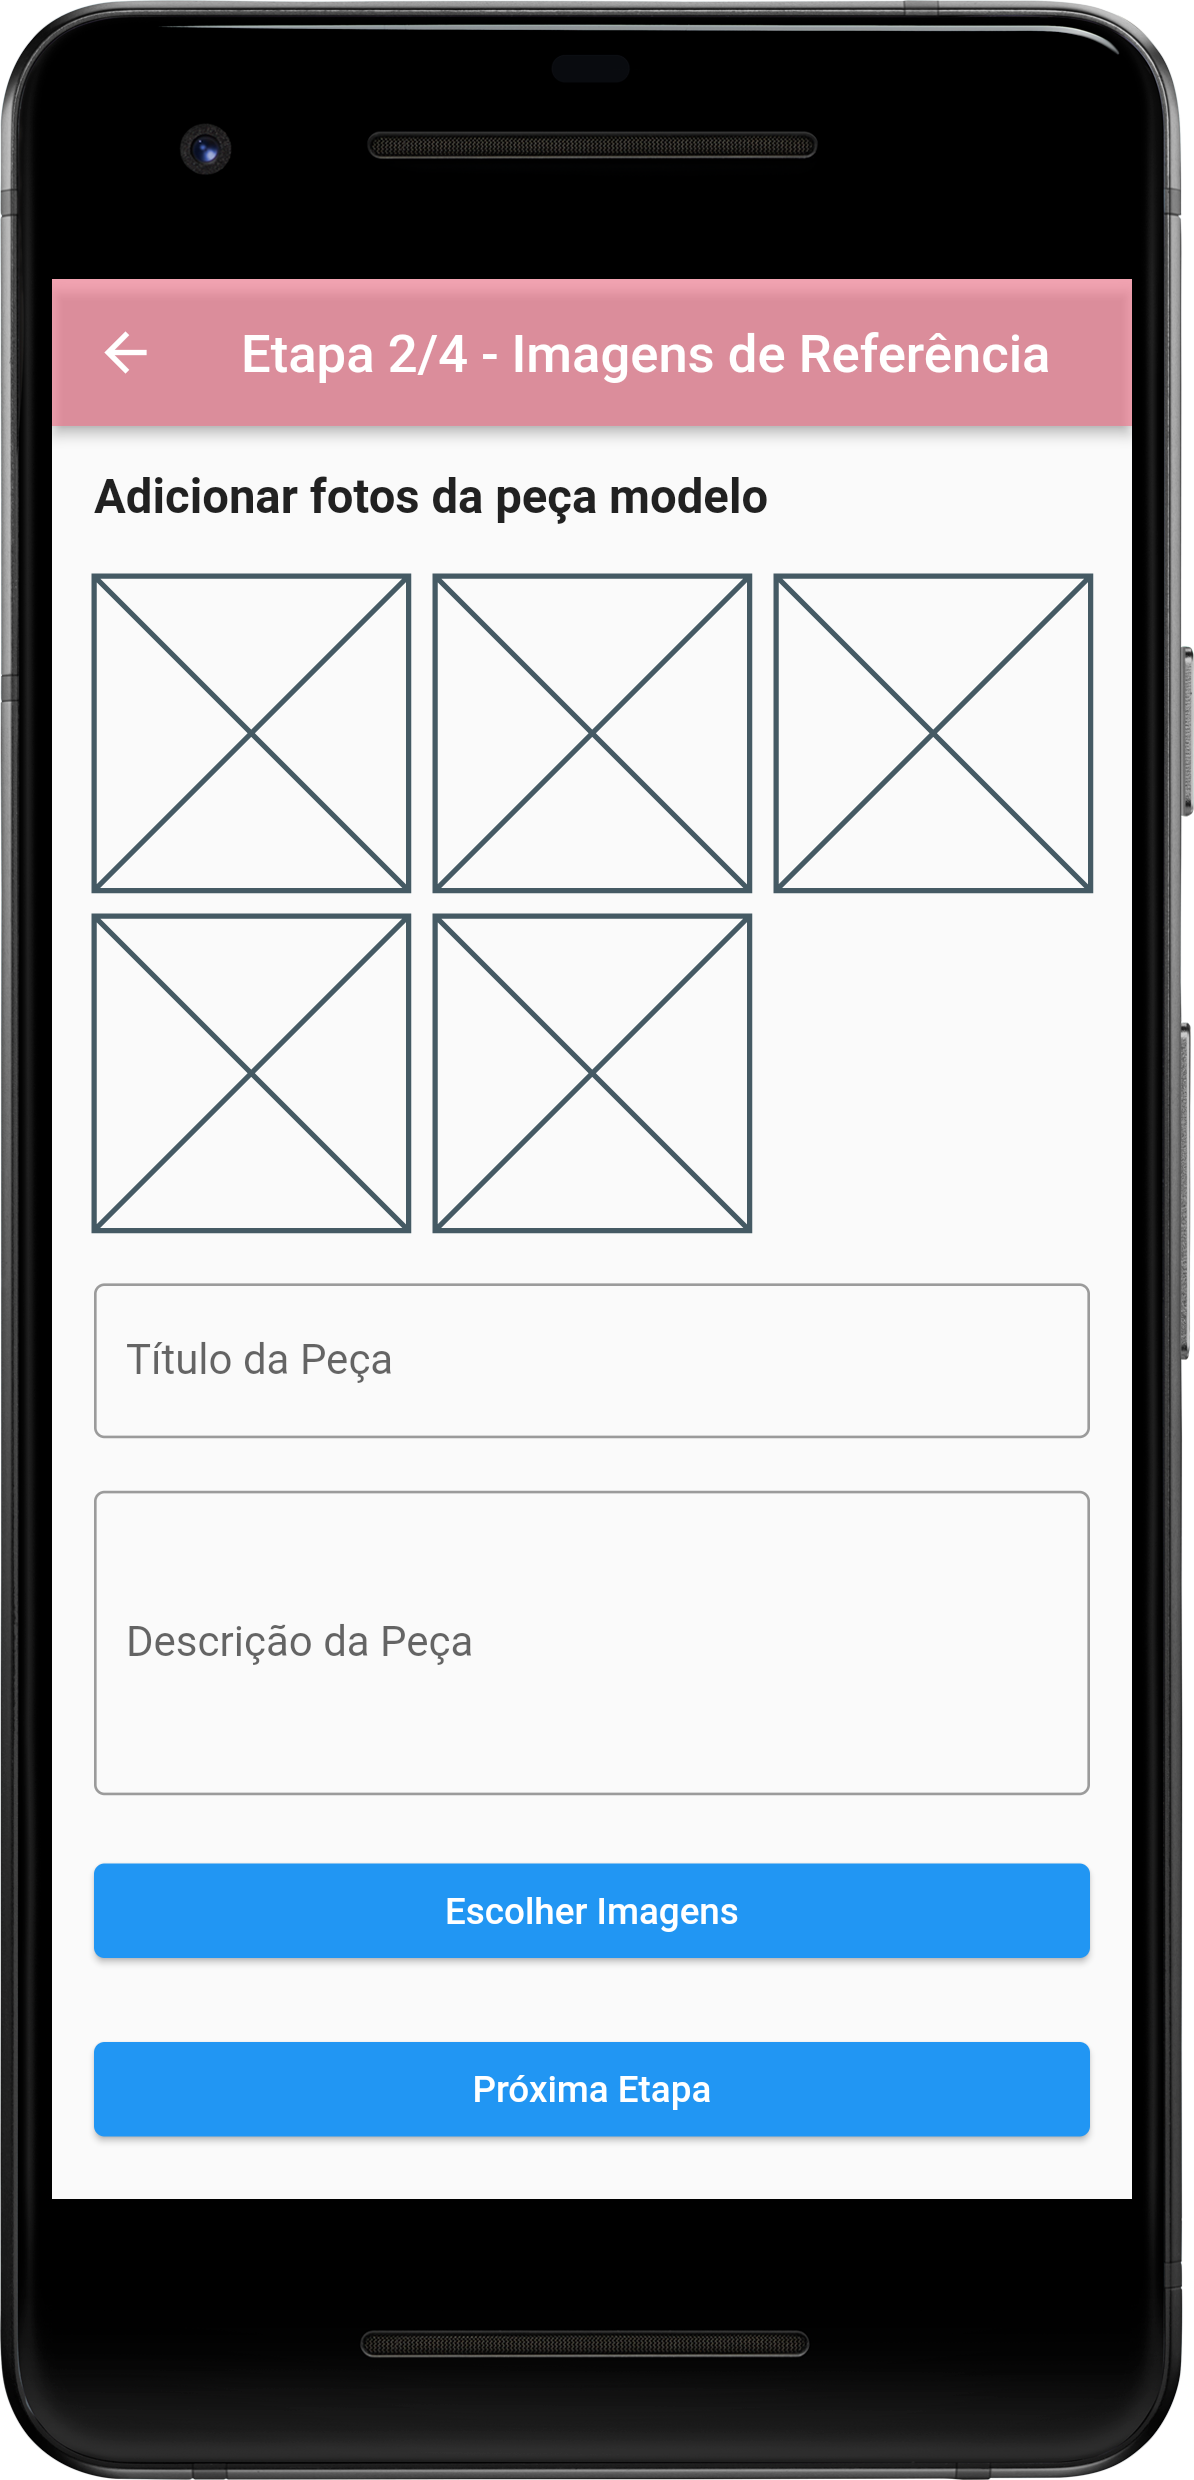 Etapa 2/4 - Imagens de Referência
Adicionar fotos da peça modelo
Título da Peça
Descrição da Peça
Escolher Imagens
Próxima Etapa